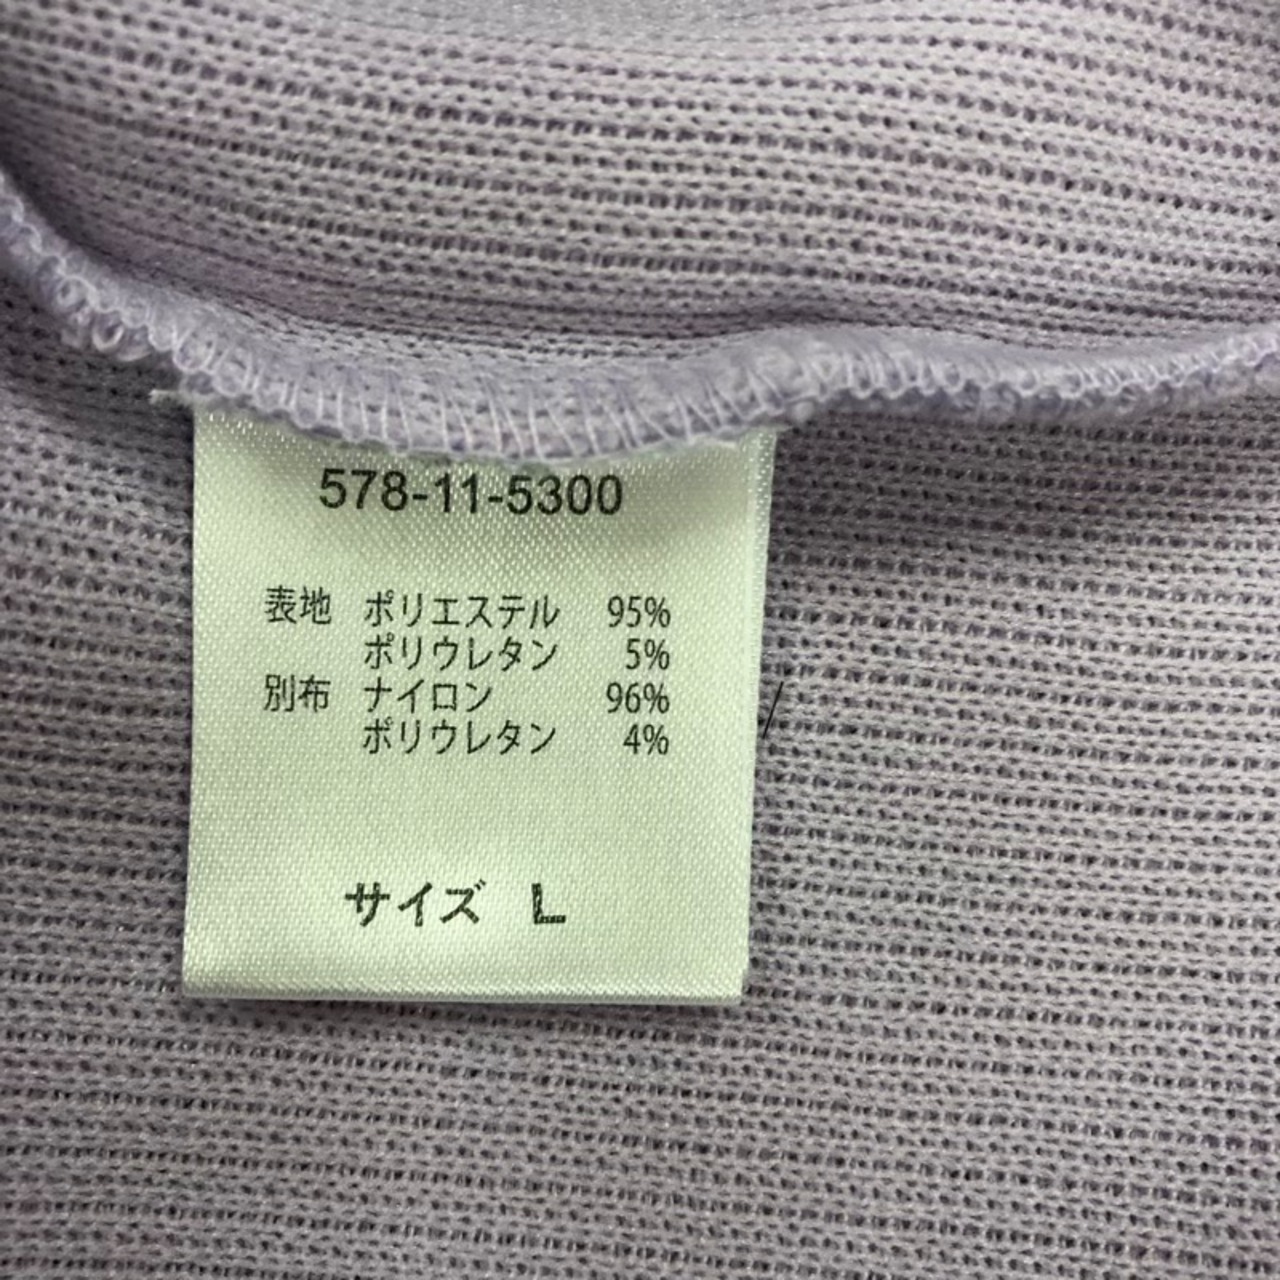 578-11-5300
表地 ポリエステル 95%
ポリウレタン 5%
別布 ナイロン 96%
ポリウレタン 4%
サイズ L